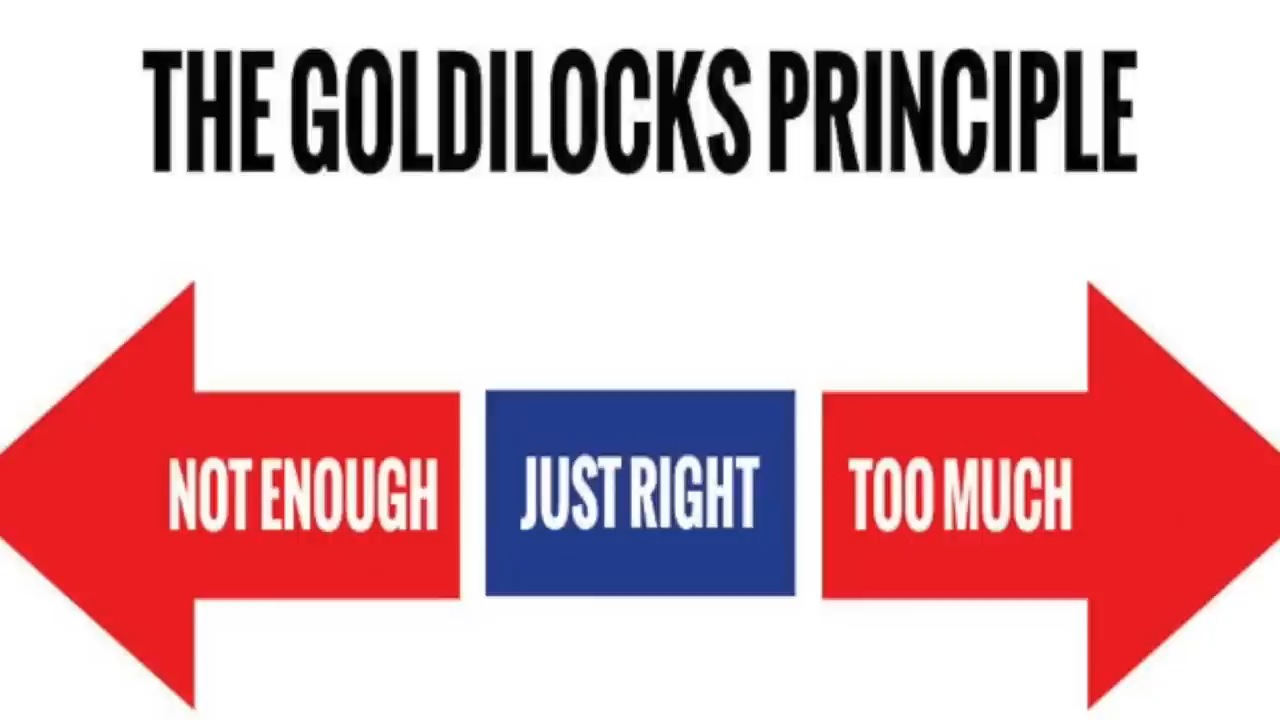 THE GOLDILOCKS PRINCIPLE
NOT ENOUGH
JUST RIGHT
TOO MUCH